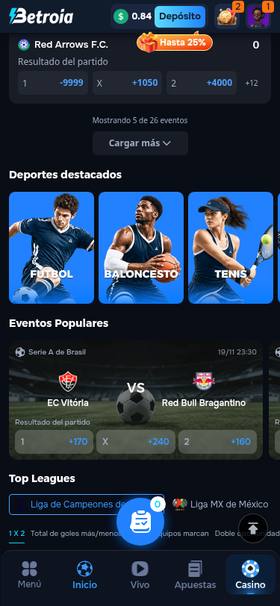 Betroia
$ 0.84 Depósito
2
1
Red Arrows F.C. 0
Hasta 25%
Resultado del partido
1 -9999 X +1050 2 +4000 +12
Mostrando 5 de 26 eventos
Cargar más
Deportes destacados
FÚTBOL
BALONCESTO
TENIS
Eventos Populares
Serie A de Brasil 19/11 23:30
VS
EC Vitória Red Bull Bragantino
Resultado del partido
1 +170 X +240 2 +160
Top Leagues
Liga de Campeones de
0
Liga MX de México
1 X 2 Total de goles más/menos quipos marcan Doble
Menú
Inicio
Vivo
Apuestas
Casino